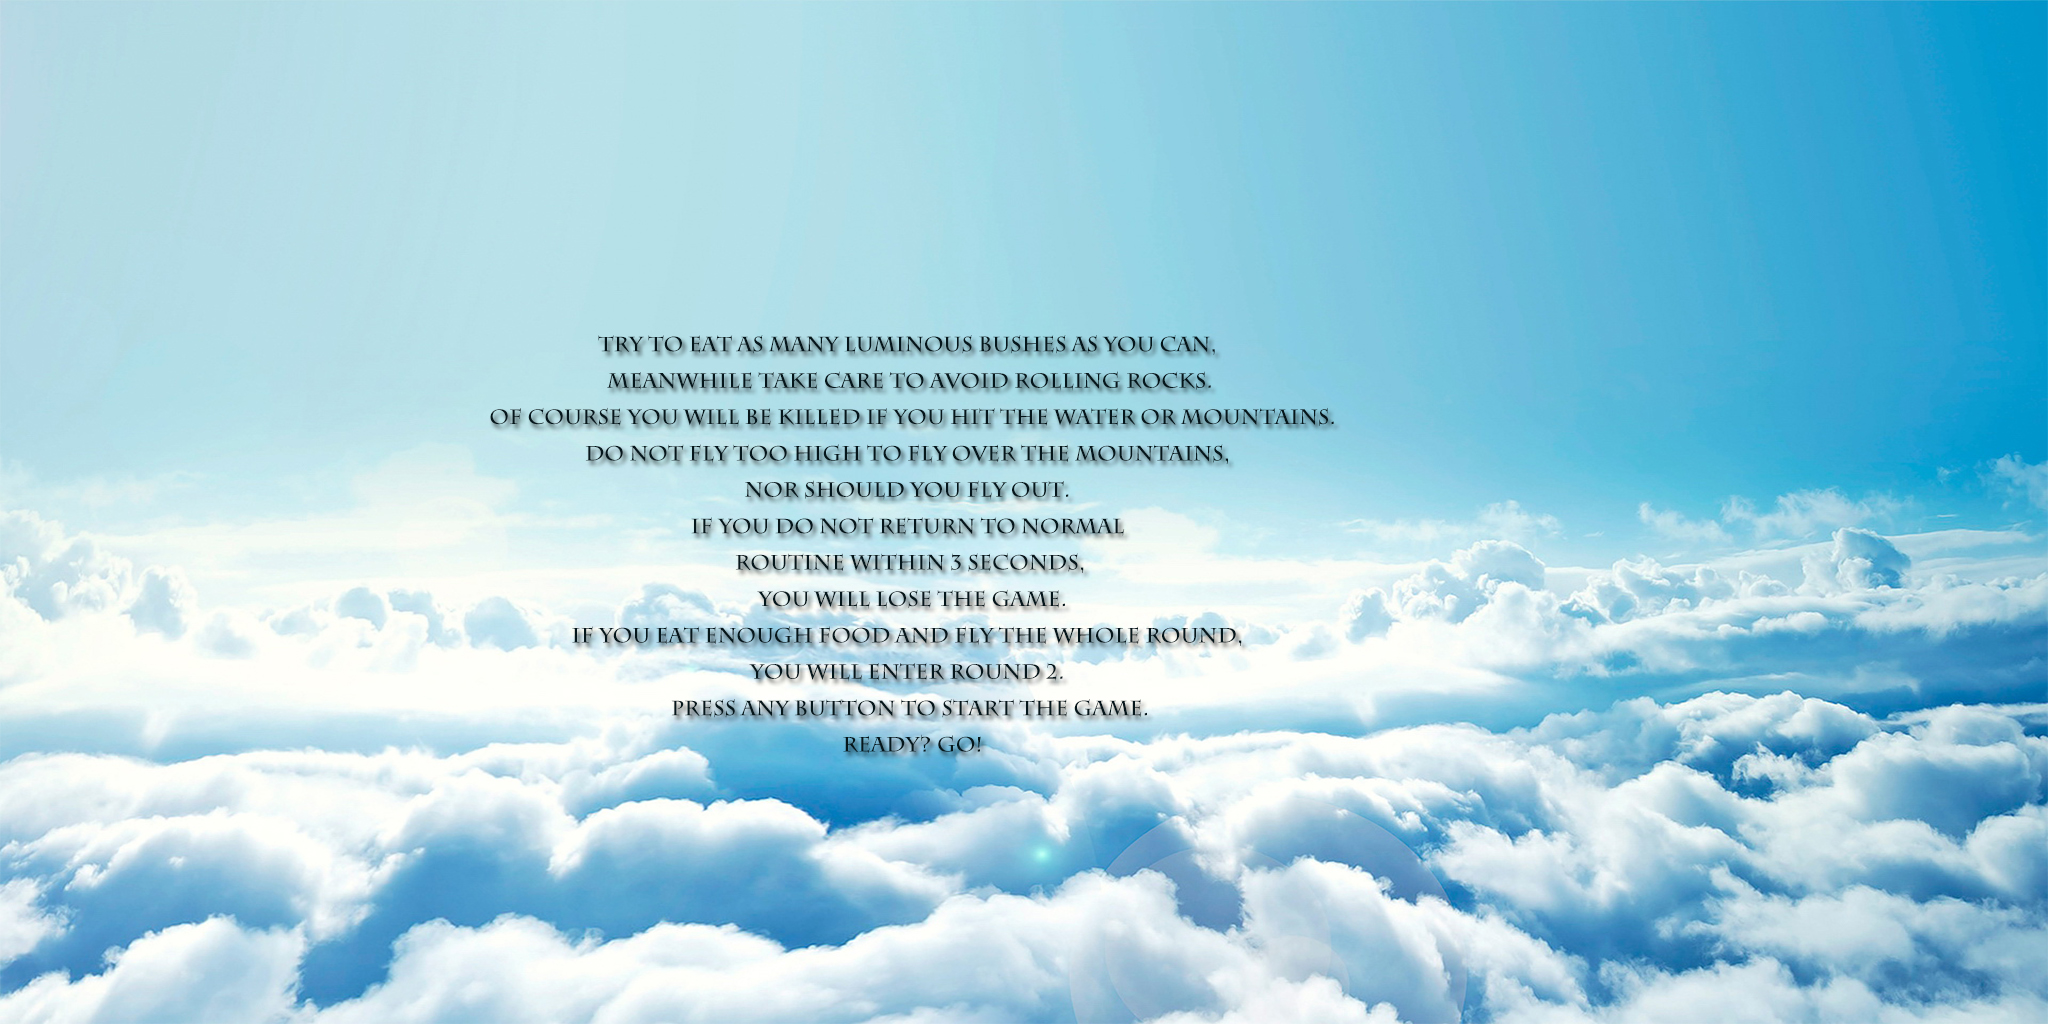 TRY TO EAT AS MANY LUMINOUS BUSHES AS YOU CAN,
MEANWHILE TAKE CARE TO AVOID ROLLING ROCKS.
OF COURSE YOU WILL BE KILLED IF YOU HIT THE WATER OR MOUNTAINS.
DO NOT FLY TOO HIGH TO FLY OVER THE MOUNTAINS,
NOR SHOULD YOU FLY OUT.
IF YOU DO NOT RETURN TO NORMAL
ROUTINE WITHIN 3 SECONDS,
YOU WILL LOSE THE GAME.
IF YOU EAT ENOUGH FOOD AND FLY THE WHOLE ROUND,
YOU WILL ENTER ROUND 2.
PRESS ANY BUTTON TO START THE GAME.
READY? GO!